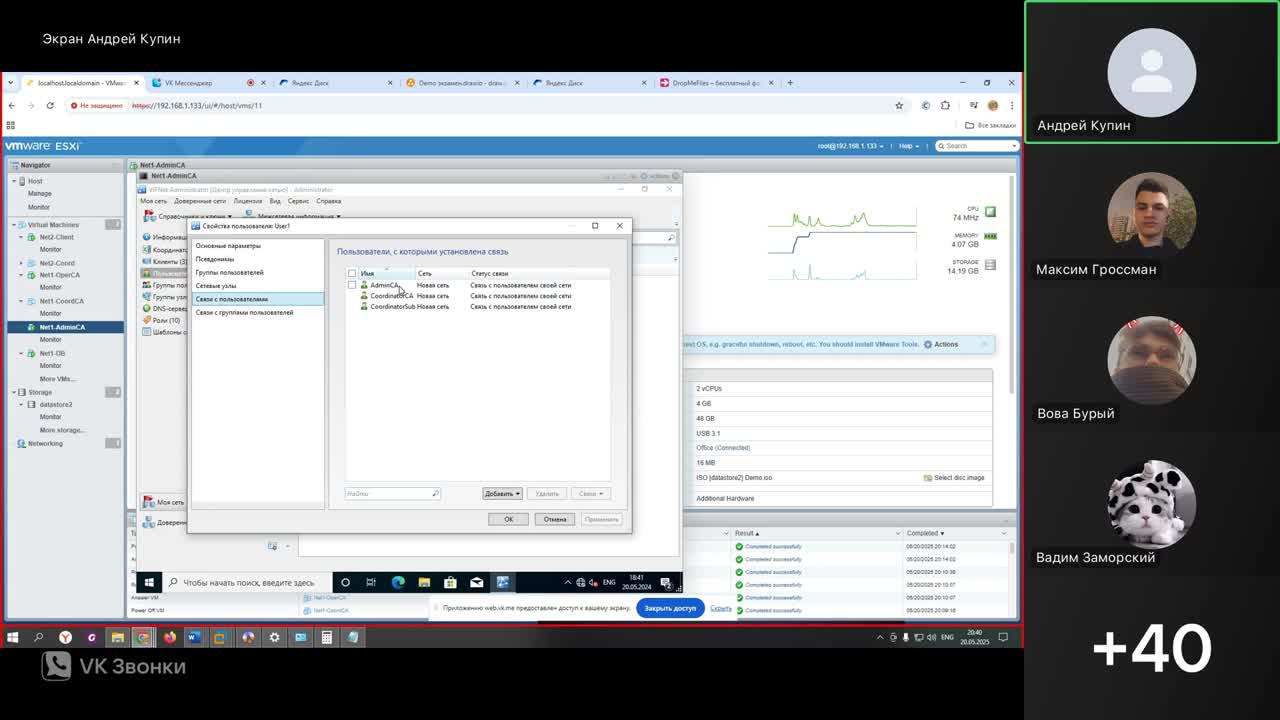 Экран Андрей Купин
localhost.localdomain - VMwa
VK Мессенджер
Яндекс Диск
Demo экзамен.drawio - draw
Яндекс Диск
DropMeFiles – бесплатный ф
Не защищено
https://192.168.1.133/ui/#/host/vms/11
Все закладки
vmware ESXi
root@192.168.1.133
Help
Search
Navigator
Host
Manage
Monitor
Virtual Machines
Net2-Client
Monitor
Net2-Coord
Net1-OperCA
Monitor
Net1-CoordCA
Monitor
Net1-AdminCA
Monitor
Net1-DB
Monitor
More VMs...
Storage
datastore2
Monitor
More storage...
Networking
Net1-AdminCA
Net1-AdminCA
Actions
ViPNet Administrator [Центр управления сетью] - Administrator
Моя сеть
Доверенные сети
Лицензия
Вид
Сервис
Справка
Справочники и ключи
Межсетевая информация
Клиенты (3)
DNS-серве
Роли (10)
Моя сеть
Свойства пользователя: User1
Основные параметры
Псевдонимы
Группы пользователей
Сетевые узлы
Связи с пользователями
Связи с группами пользователей
Пользователи, с которыми установлена связь
Имя
Сеть
Статус связи
AdminCA
Новая сеть
Связь с пользователем своей сети
CoordinatorCA
Новая сеть
Связь с пользователем своей сети
CoordinatorSub
Новая сеть
Связь с пользователем своей сети
Найти
Добавить
Удалить
Связи
OK
Отмена
Применить
CPU
74 MHz
MEMORY
4.07 GB
STORAGE
14.19 GB
est OS, e.g. graceful shutdown, reboot, etc. You should install VMware Tools.
Actions
2 vCPUs
4 GB
48 GB
USB 3.1
Office (Connected)
16 MB
ISO [datastore2] Demo.iso
Select disc image
Additional Hardware
Result
Completed
Completed successfully
05/20/2025 20:14:02
Completed successfully
05/20/2025 20:14:02
Completed successfully
05/20/2025 20:10:38
Completed successfully
05/20/2025 20:10:07
Completed successfully
05/20/2025 20:10:07
Completed successfully
05/20/2025 20:09:16
Чтобы начать поиск, введите здесь
ENG
18:41
20.05.2024
Answer VM
Net1-OperCA
Power Off VM
Net1-CoordCA
Приложению web.vk.me предоставлен доступ к вашему экрану.
Закрыть доступ
Скрыть
ENG
20:40
20.05.2025
VK Звонки
Андрей Купин
Максим Гроссман
Вова Бурый
Вадим Заморский
+40